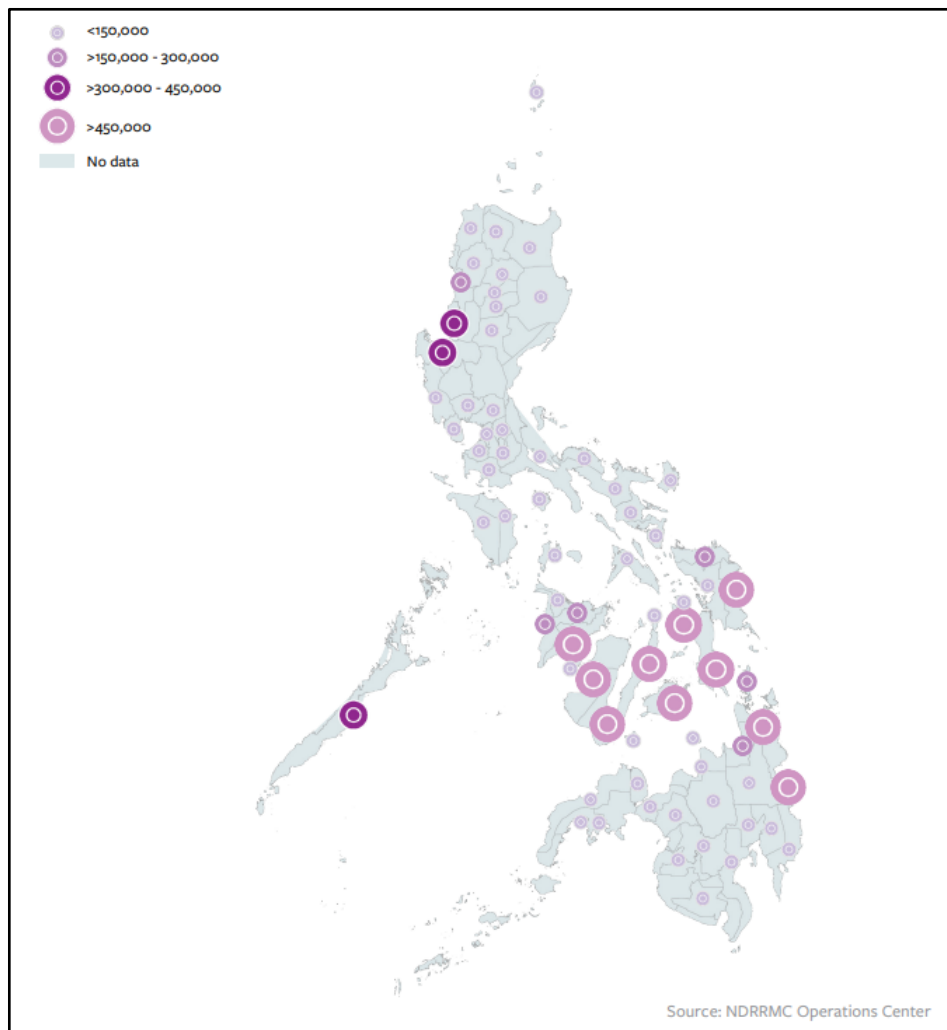 <150,000
>150,000 - 300,000
>300,000 - 450,000
>450,000
No data
Source: NDRRMC Operations Center